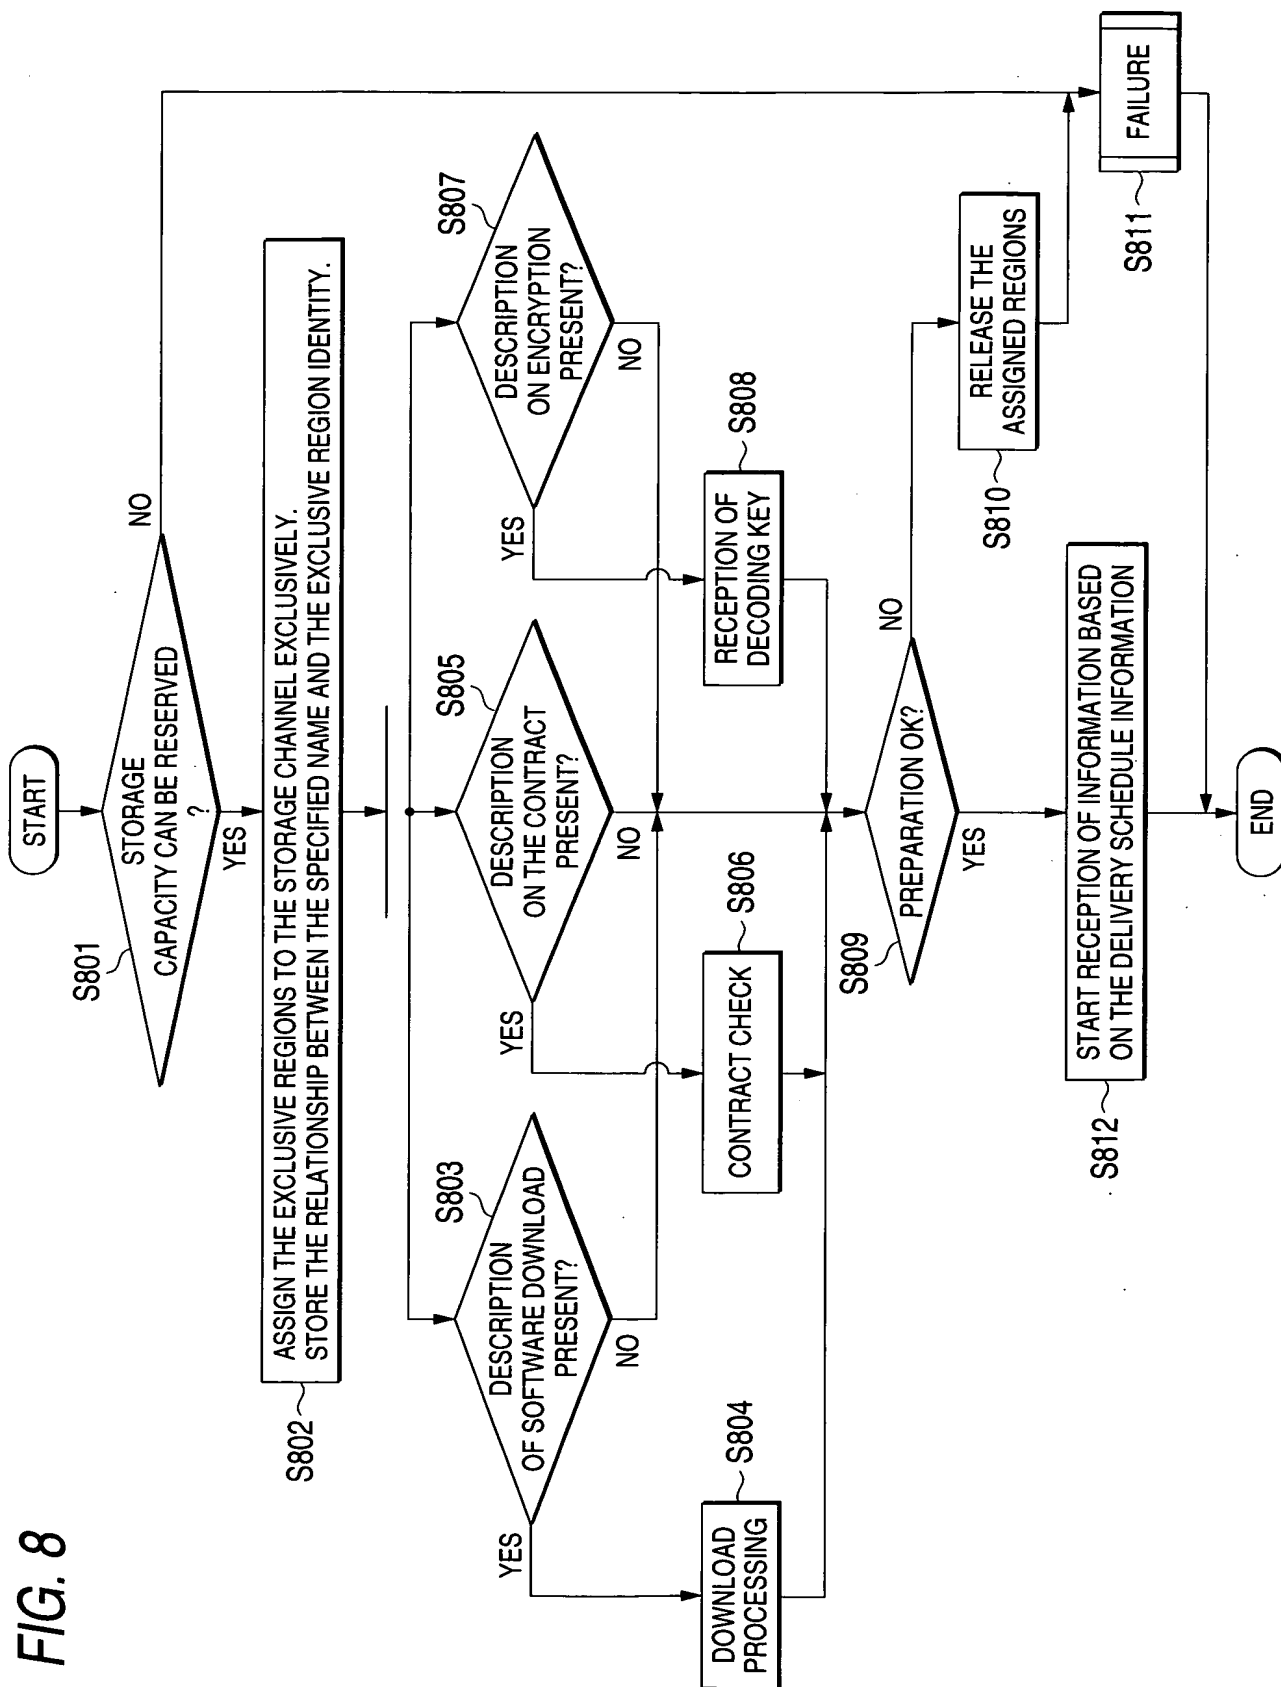 FIG. 8
START
S801
STORAGE
CAPACITY CAN BE RESERVED
?
NO
YES
S802
ASSIGN THE EXCLUSIVE REGIONS TO THE STORAGE CHANNEL EXCLUSIVELY.
STORE THE RELATIONSHIP BETWEEN THE SPECIFIED NAME AND THE EXCLUSIVE REGION IDENTITY.
S803
DESCRIPTION
OF SOFTWARE DOWNLOAD
PRESENT?
YES
NO
S805
DESCRIPTION
ON THE CONTRACT
PRESENT?
YES
NO
S807
DESCRIPTION
ON ENCRYPTION
PRESENT?
YES
NO
S804
DOWNLOAD
PROCESSING
S806
CONTRACT CHECK
S808
RECEPTION OF
DECODING KEY
S809
PREPARATION OK?
NO
YES
S810
RELEASE THE
ASSIGNED REGIONS
S811
FAILURE
S812
START RECEPTION OF INFORMATION BASED
ON THE DELIVERY SCHEDULE INFORMATION
END